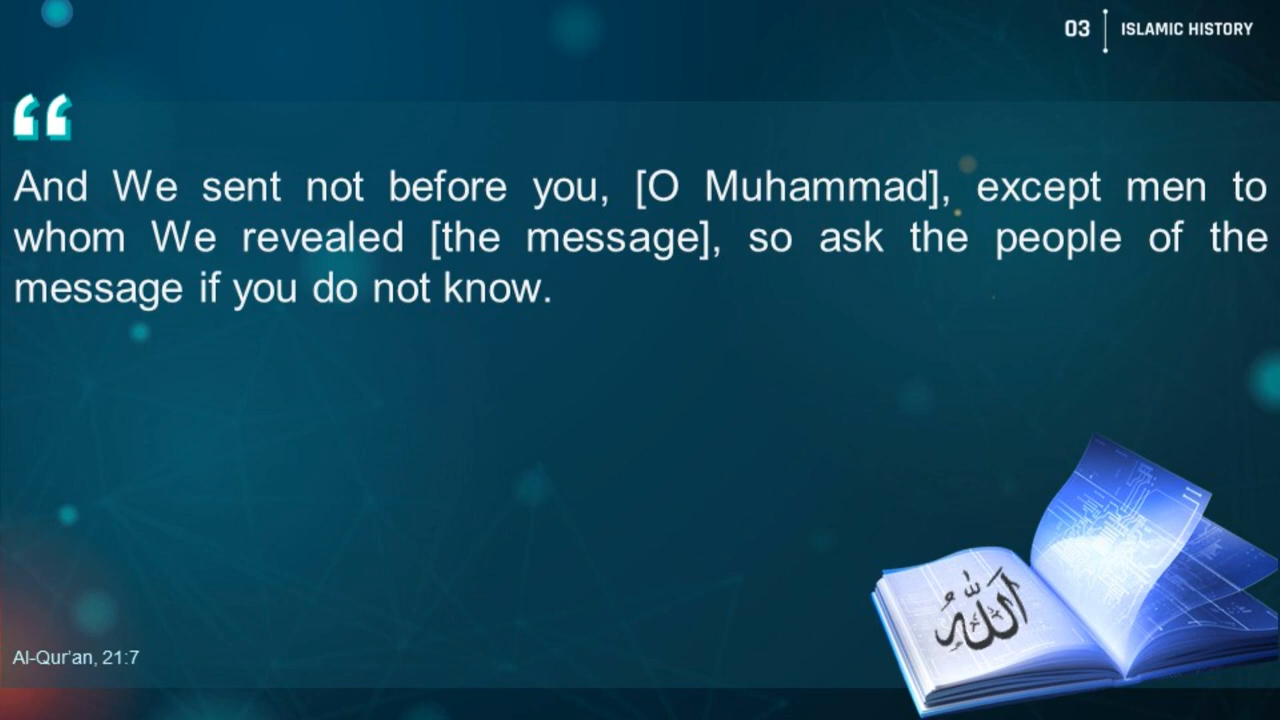 03 ISLAMIC HISTORY
“
And We sent not before you, [O Muhammad], except men to
whom We revealed [the message], so ask the people of the
message if you do not know.
الله
Al-Qur’an, 21:7